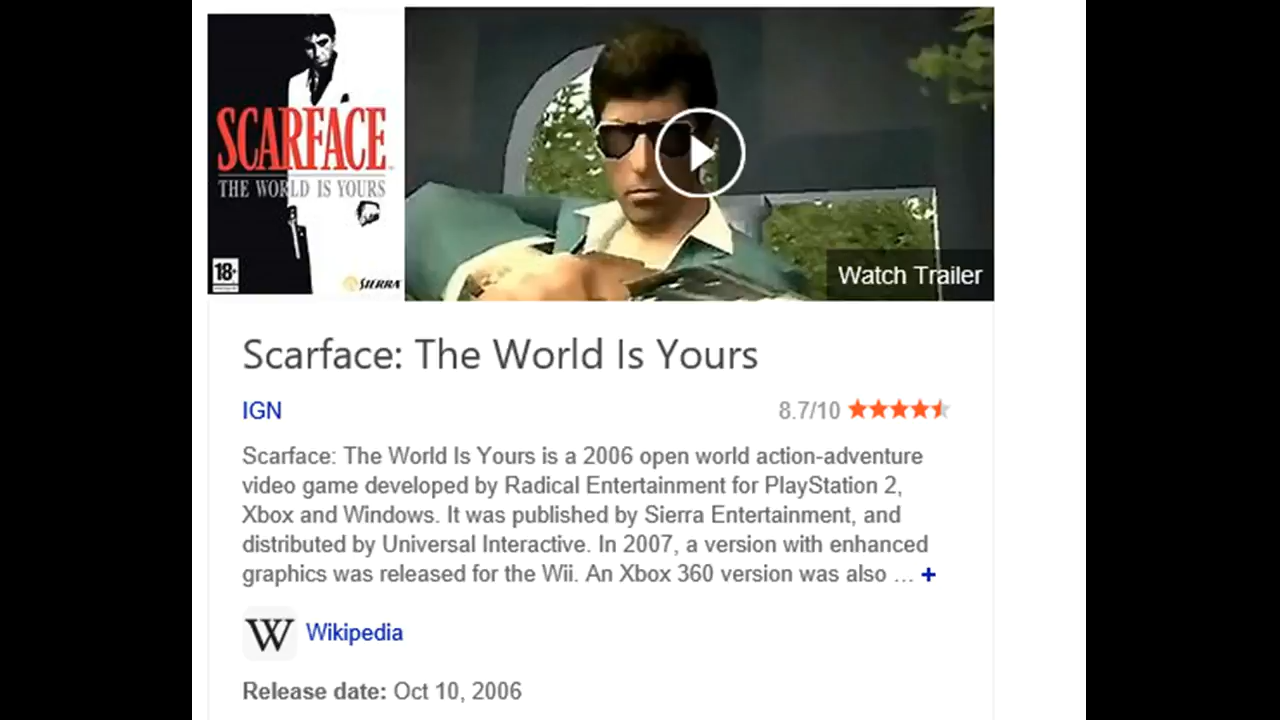 SCARFACE
THE WORLD IS YOURS
18+
SIERRA
Watch Trailer
Scarface: The World Is Yours
IGN
8.7/10
Scarface: The World Is Yours is a 2006 open world action-adventure
video game developed by Radical Entertainment for PlayStation 2,
Xbox and Windows. It was published by Sierra Entertainment, and
distributed by Universal Interactive. In 2007, a version with enhanced
graphics was released for the Wii. An Xbox 360 version was also ... +
W Wikipedia
Release date: Oct 10, 2006